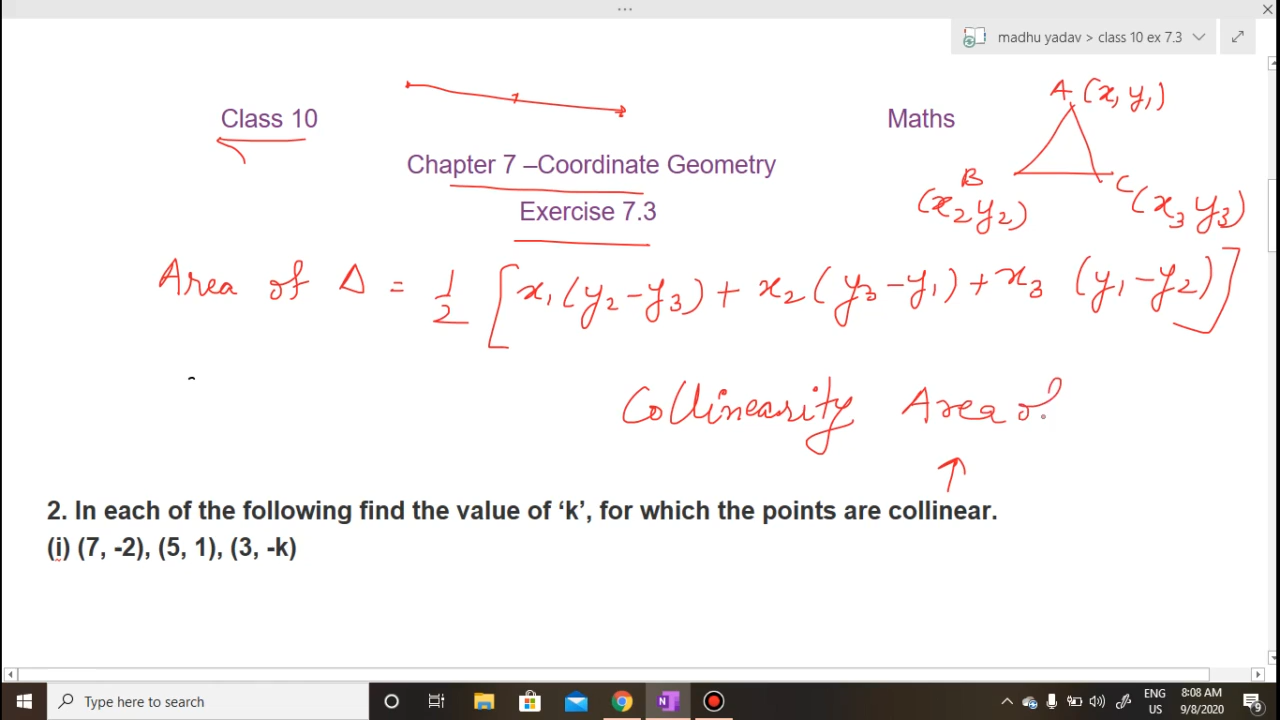 madhu yadav > class 10 ex 7.3
A (x, y1)
Class 10
Maths
Chapter 7 –Coordinate Geometry
B
C
(x2 y2)
(x3 y3)
Exercise 7.3
Area of Δ = 1/2 [x1 (y2 - y3) + x2 (y3 - y1) + x3 (y1 - y2)]
Collinearity Area of
2. In each of the following find the value of ‘k’, for which the points are collinear.
(i) (7, -2), (5, 1), (3, -k)
Type here to search
ENG
US
8:08 AM
9/8/2020
9